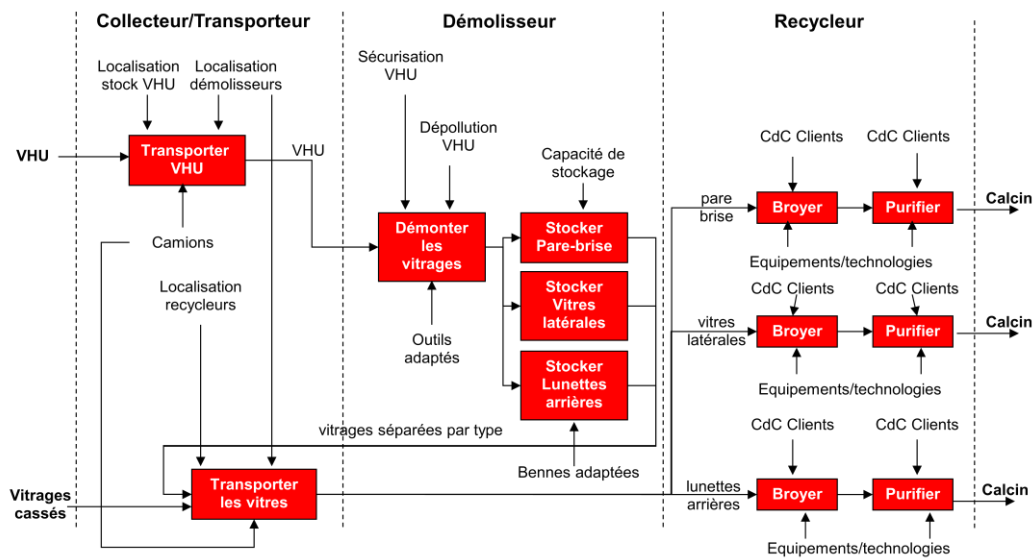 Collecteur/Transporteur
Démolisseur
Recycleur
Localisation
stock VHU
Localisation
démolisseurs
VHU
Transporter
VHU
VHU
Camions
Localisation
recycleurs
Sécurisation
VHU
Dépollution
VHU
Capacité de
stockage
Démonter
les
vitrages
Stocker
Pare-brise
Stocker
Vitres
latérales
Stocker
Lunettes
arrières
Outils
adaptés
Bennes adaptées
vitrages séparées par type
Vitrages
cassés
Transporter
les vitres
CdC Clients
CdC Clients
pare
brise
Broyer
Purifier
Calcin
Equipements/technologies
CdC Clients
CdC Clients
vitres
latérales
Broyer
Purifier
Calcin
Equipements/technologies
CdC Clients
CdC Clients
lunettes
arrières
Broyer
Purifier
Calcin
Equipements/technologies